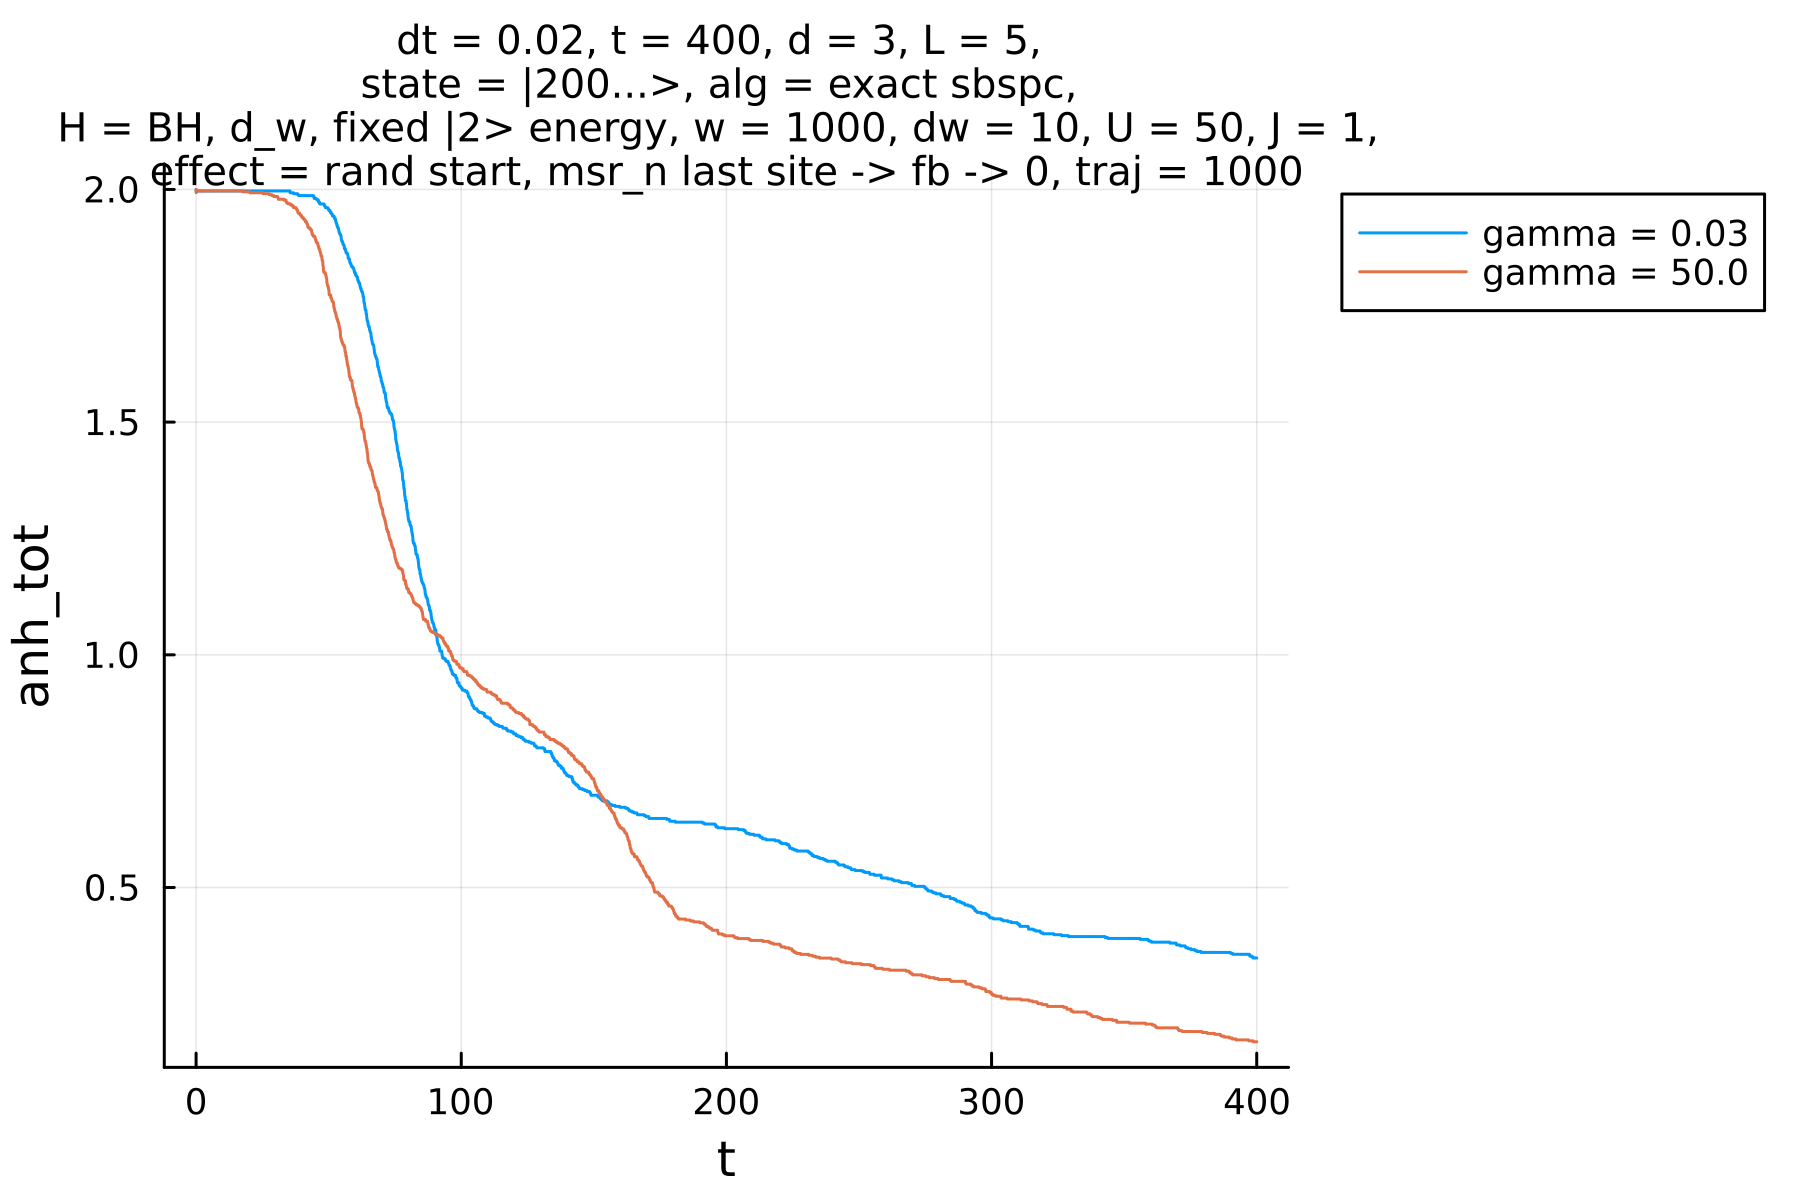 dt = 0.02, t = 400, d = 3, L = 5,
state = |200...>, alg = exact sbspc,
H = BH, d_w, fixed |2> energy, w = 1000, dw = 10, U = 50, J = 1,
effect = rand start, msr_n last site -> fb -> 0, traj = 1000
gamma = 0.03
gamma = 50.0
2.0
1.5
1.0
0.5
anh_tot
0 100 200 300 400
t